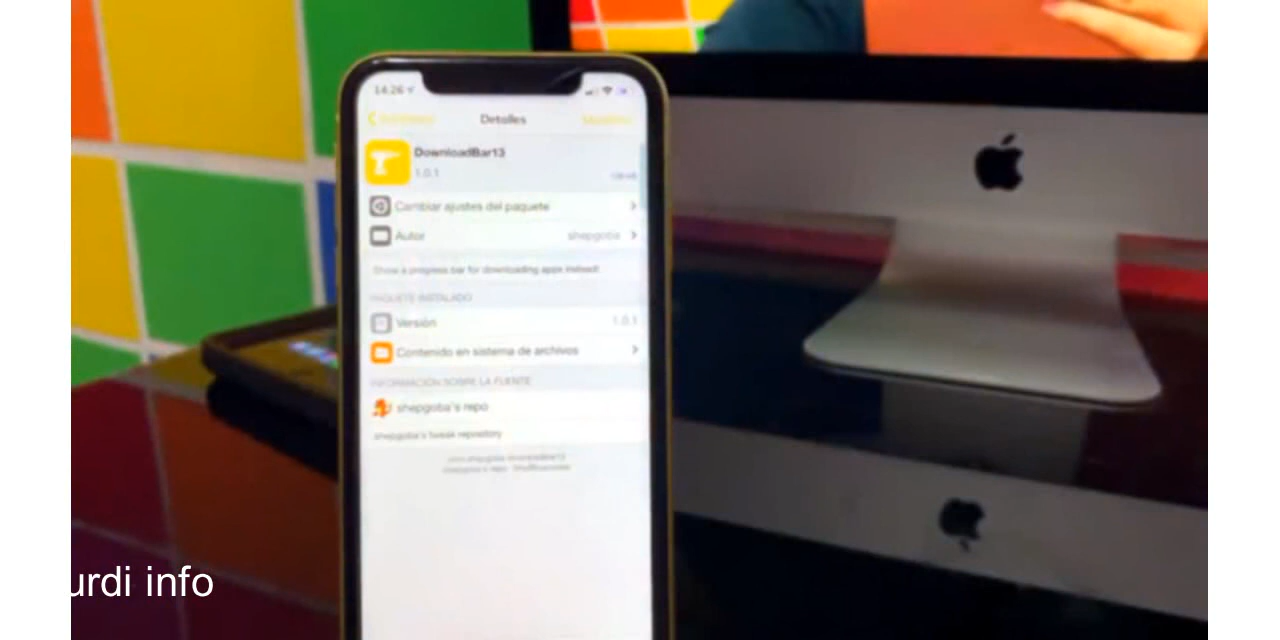 14:26
Detalles
DownloadBar13
1.0.1
Cambiar ajustes del paquete
Autor shepgoba
Show a progress bar for downloading apps instead!
PAQUETE INSTALADO
Versión 1.0.1
Contenido en sistema de archivos
INFORMACIÓN SOBRE LA FUENTE
shepgoba's repo
shepgoba's tweak repository
urdi info